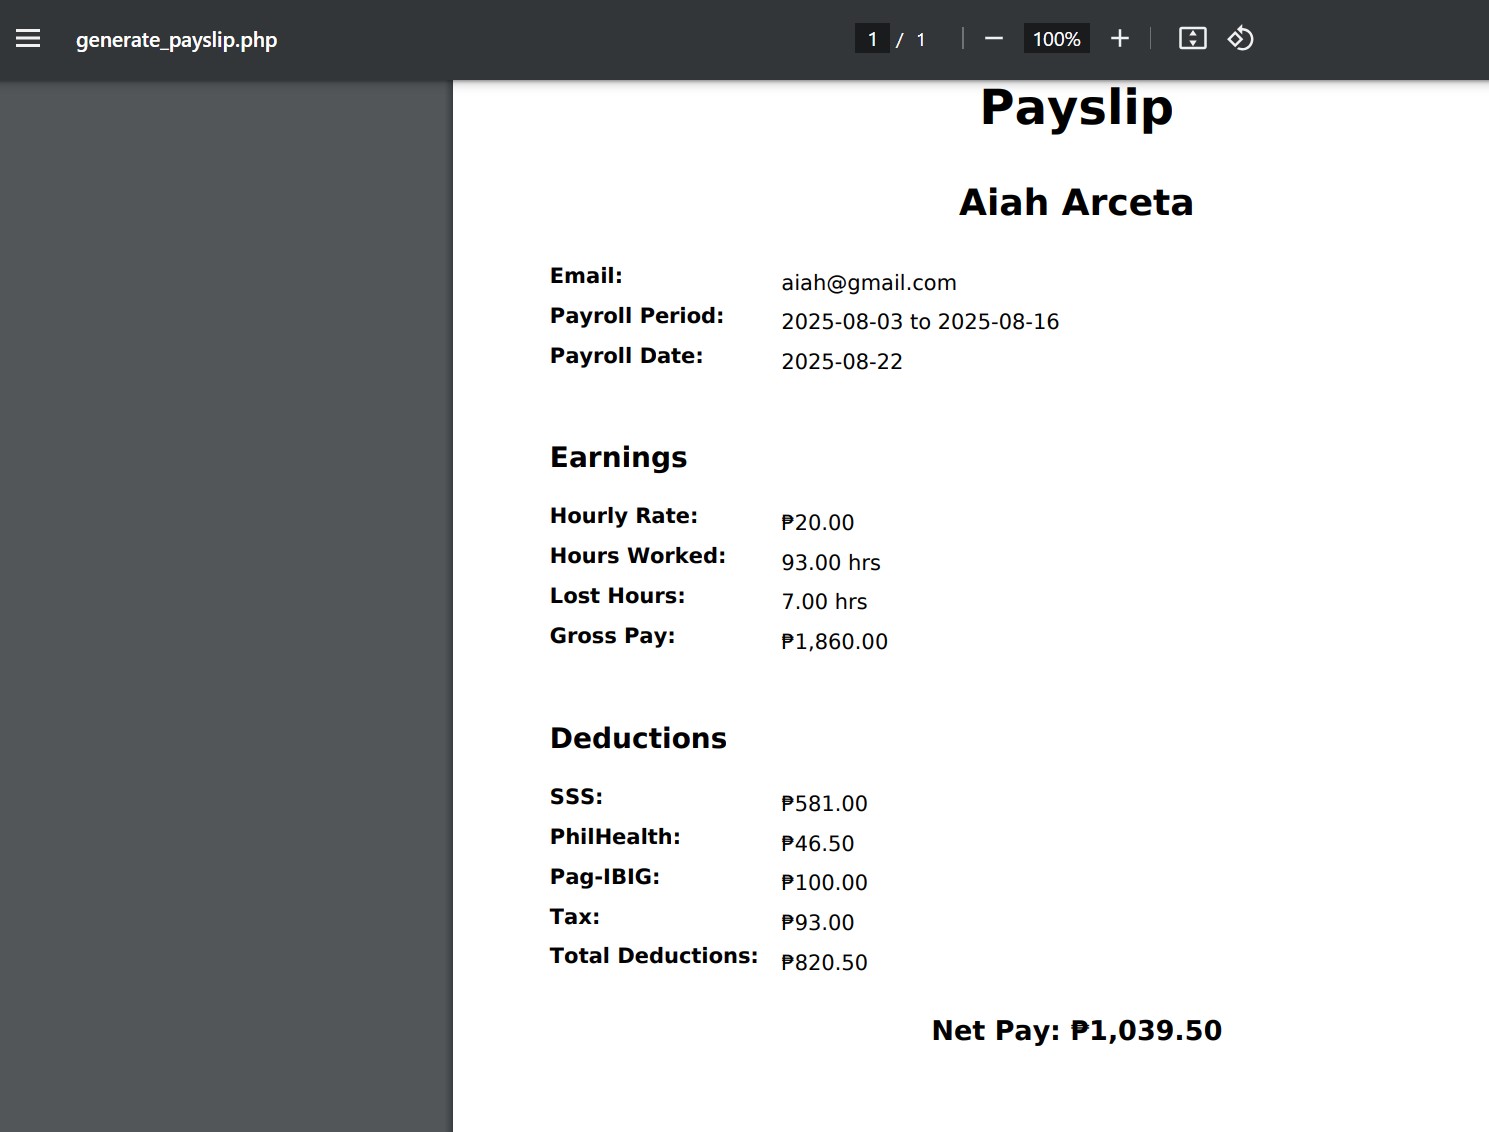 generate_payslip.php
1 / 1
100%
Payslip
Aiah Arceta
Email: aiah@gmail.com
Payroll Period: 2025-08-03 to 2025-08-16
Payroll Date: 2025-08-22
Earnings
Hourly Rate: ₱20.00
Hours Worked: 93.00 hrs
Lost Hours: 7.00 hrs
Gross Pay: ₱1,860.00
Deductions
SSS: ₱581.00
PhilHealth: ₱46.50
Pag-IBIG: ₱100.00
Tax: ₱93.00
Total Deductions: ₱820.50
Net Pay: ₱1,039.50